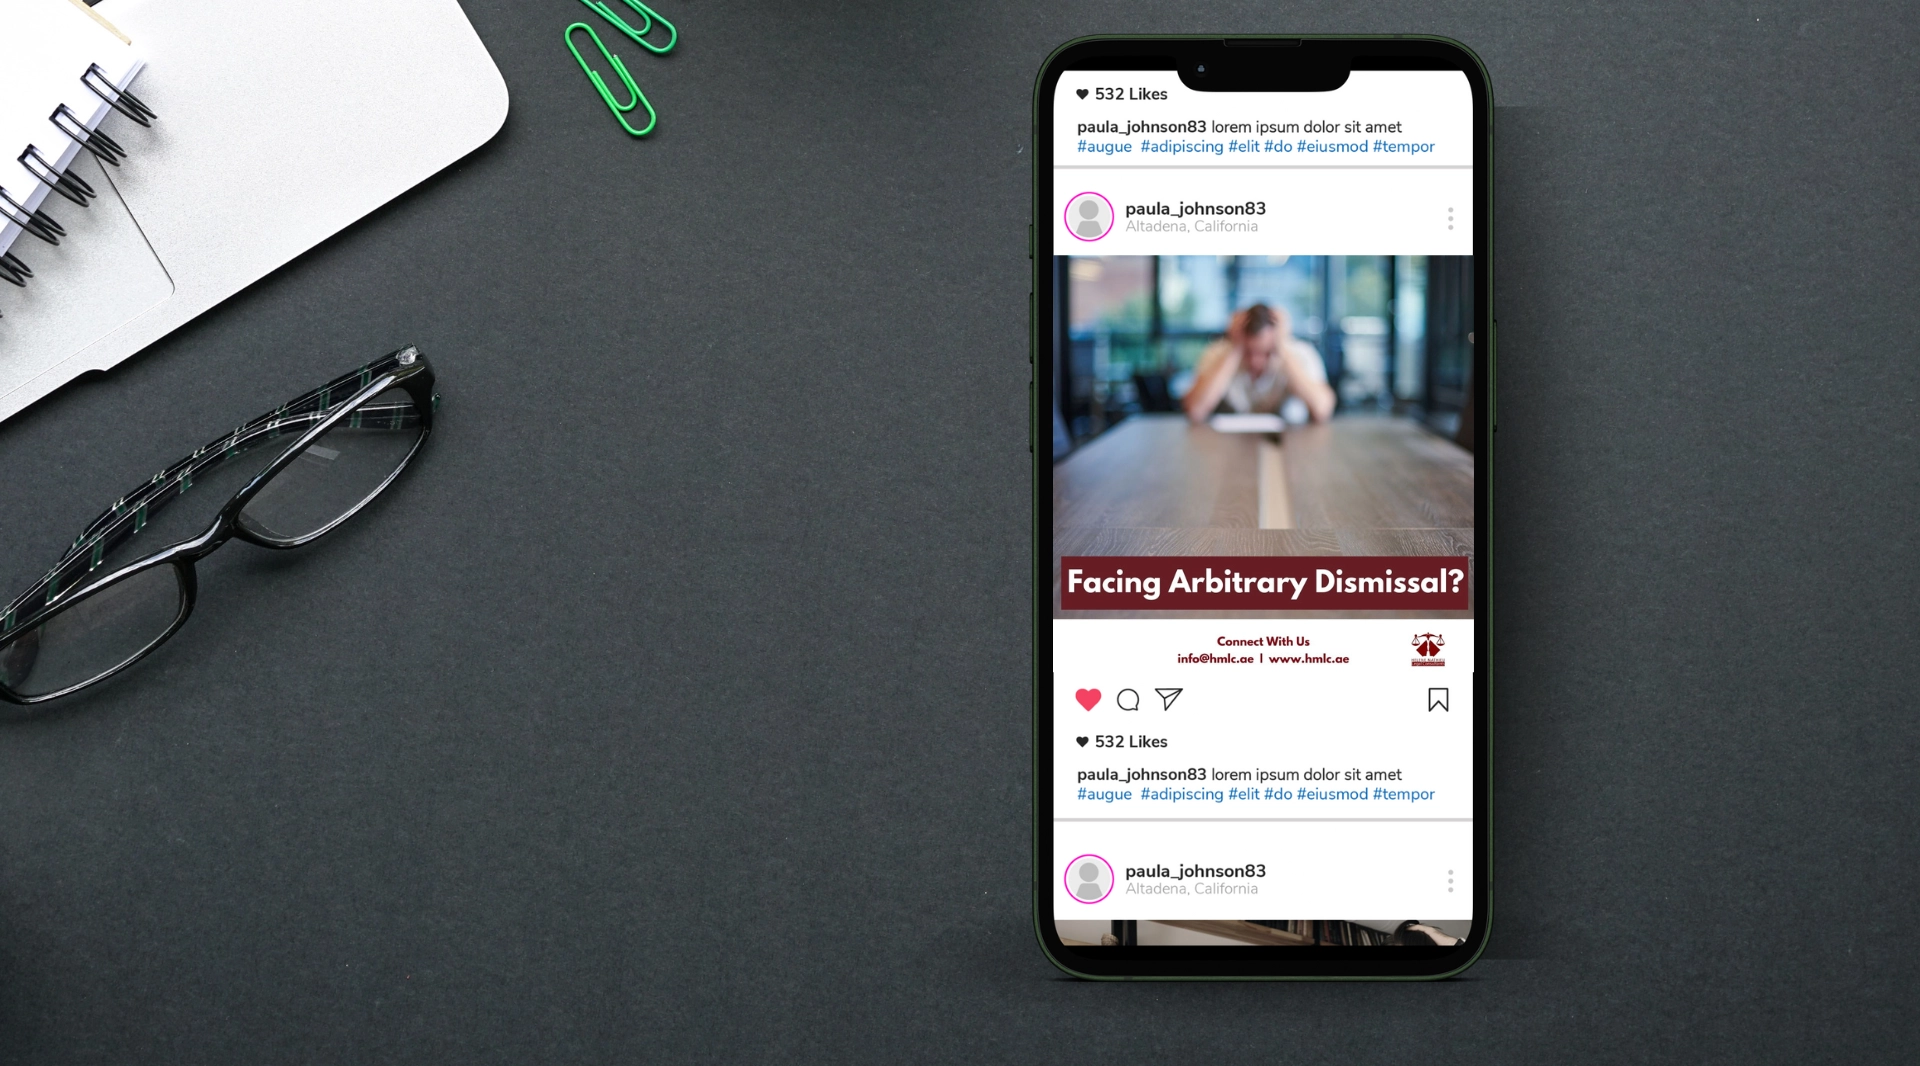 532 Likes
paula_johnson83 lorem ipsum dolor sit amet
#augue #adipiscing #elit #do #eiusmod #tempor
paula_johnson83
Altadena, California
Facing Arbitrary Dismissal?
Connect With Us
info@hmlc.ae | www.hmlc.ae
532 Likes
paula_johnson83 lorem ipsum dolor sit amet
#augue #adipiscing #elit #do #eiusmod #tempor
paula_johnson83
Altadena, California